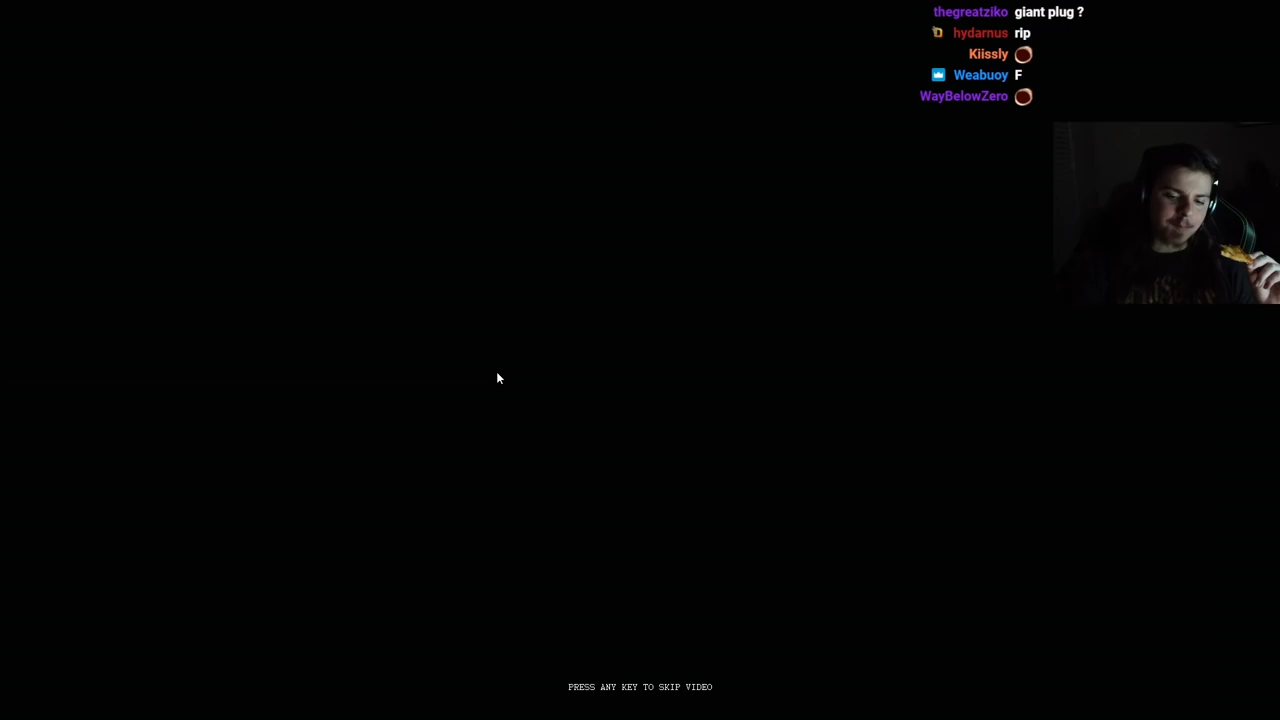 thegreatziko giant plug ?
hydarnus rip
Kiissly
Weabuoy F
WayBelowZero
PRESS ANY KEY TO SKIP VIDEO